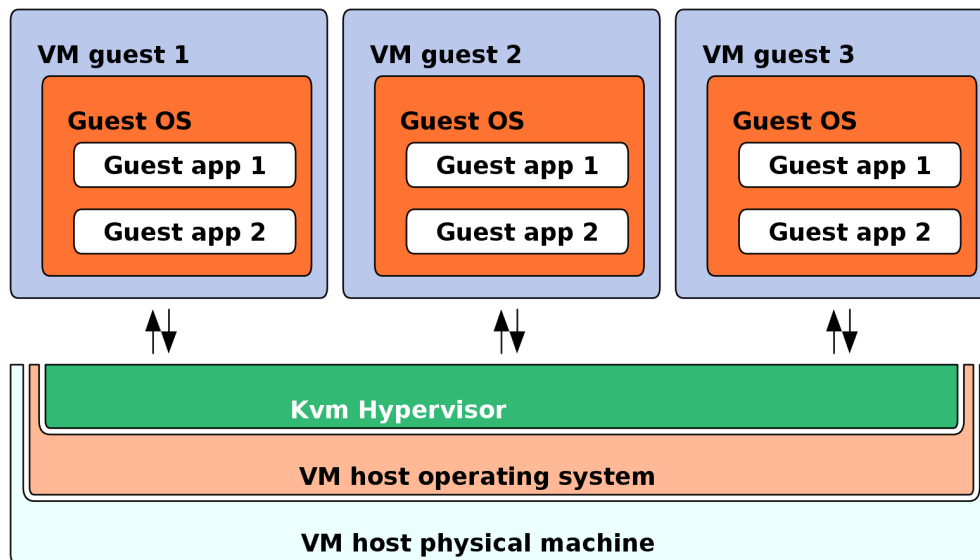 VM guest 1
VM guest 2
VM guest 3
Guest OS
Guest OS
Guest OS
Guest app 1
Guest app 1
Guest app 1
Guest app 2
Guest app 2
Guest app 2
Kvm Hypervisor
VM host operating system
VM host physical machine